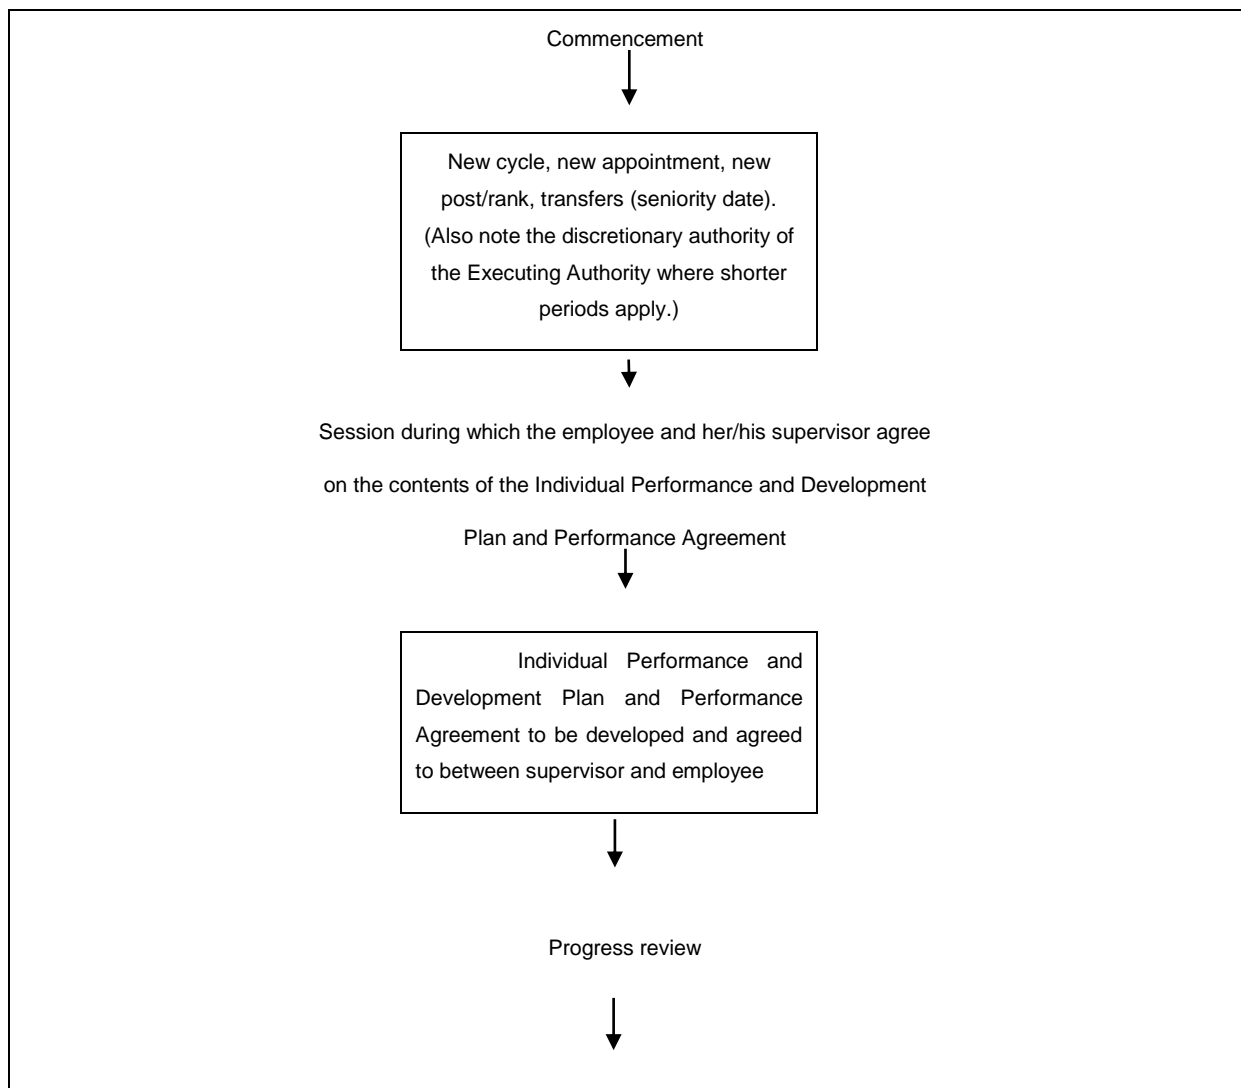 Commencement
New cycle, new appointment, new
post/rank, transfers (seniority date).
(Also note the discretionary authority of
the Executing Authority where shorter
periods apply.)
Session during which the employee and her/his supervisor agree
on the contents of the Individual Performance and Development
Plan and Performance Agreement
Individual Performance and
Development Plan and Performance
Agreement to be developed and agreed
to between supervisor and employee
Progress review